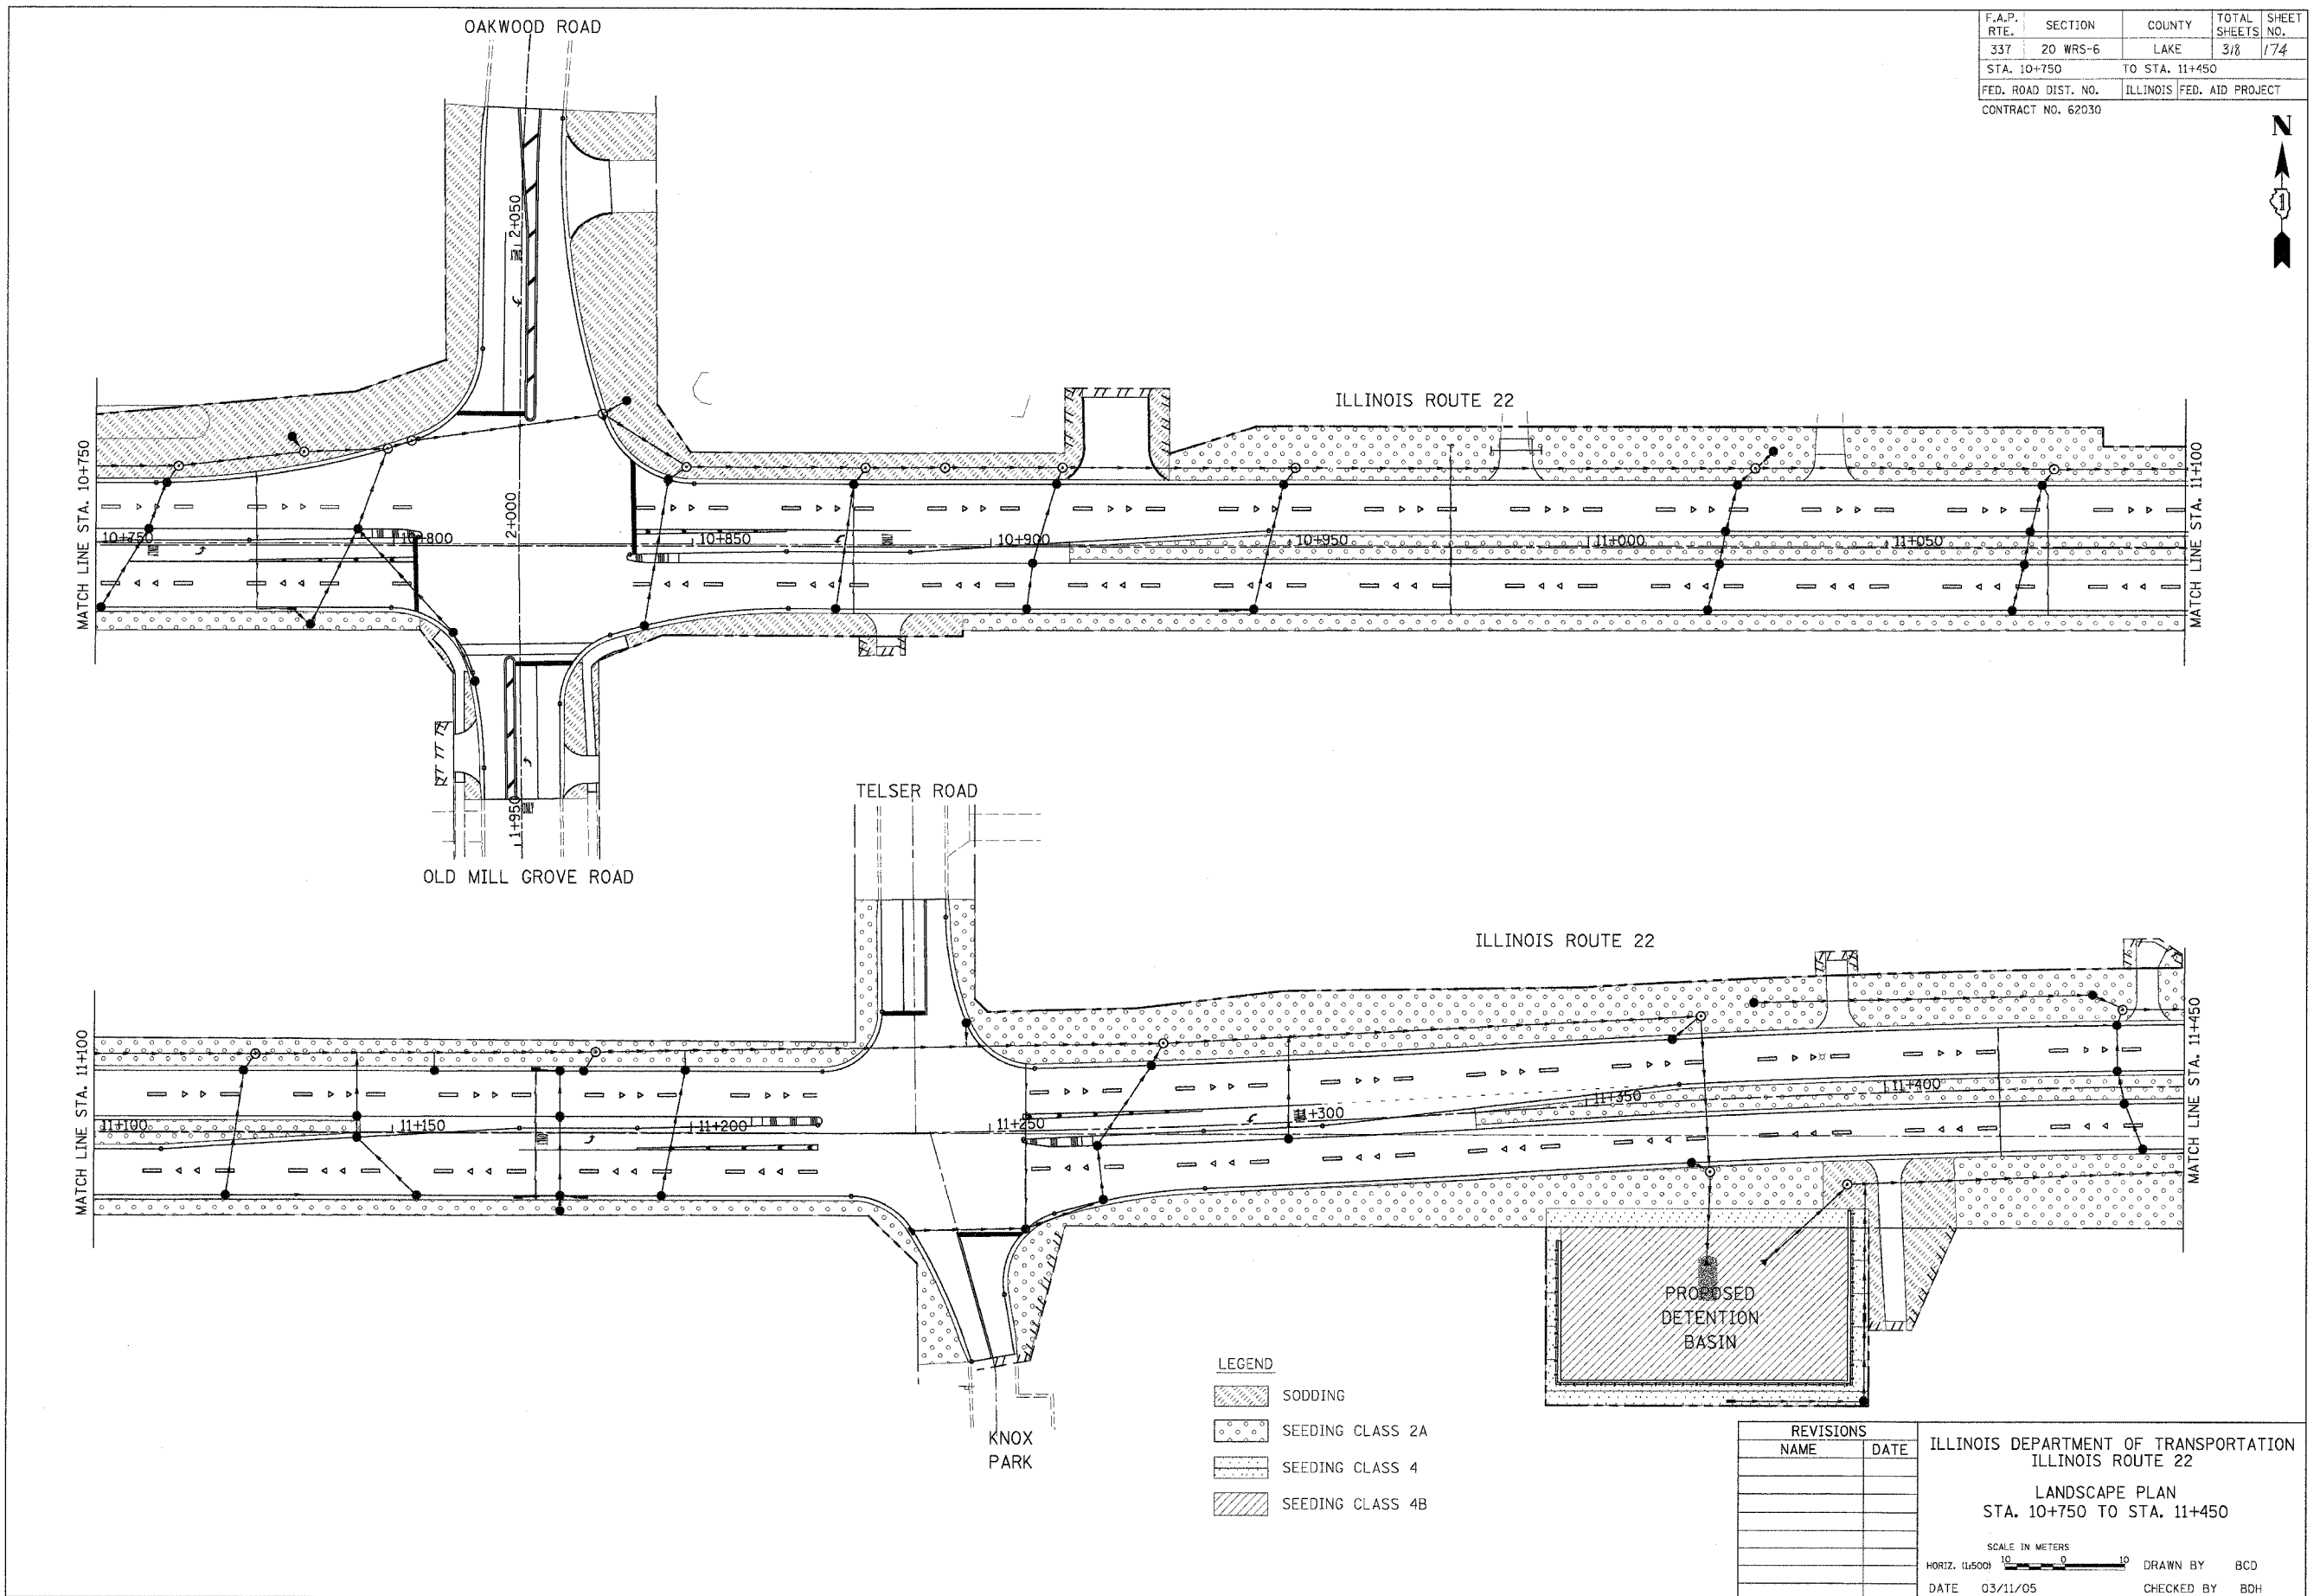 OAKWOOD ROAD
F.A.P. RTE. SECTION COUNTY TOTAL SHEETS SHEET NO.
337 20 WRS-6 LAKE 318 174
STA. 10+750 TO STA. 11+450
FED. ROAD DIST. NO. ILLINOIS FED. AID PROJECT
CONTRACT NO. 62030
N
1
2+050
ONLY
ILLINOIS ROUTE 22
MATCH LINE STA. 10+750
MATCH LINE STA. 11+100
2+000
10+750
10+800
10+850
10+900
10+950
11+000
11+050
ONLY
ONLY
1+950
ONLY
OLD MILL GROVE ROAD
TELSER ROAD
ILLINOIS ROUTE 22
MATCH LINE STA. 11+100
MATCH LINE STA. 11+450
11+100
11+150
11+200
11+250
11+300
11+350
11+400
ONLY
PROPOSED
DETENTION
BASIN
KNOX
PARK
LEGEND
SODDING
SEEDING CLASS 2A
SEEDING CLASS 4
SEEDING CLASS 4B
REVISIONS
NAME DATE
ILLINOIS DEPARTMENT OF TRANSPORTATION
ILLINOIS ROUTE 22
LANDSCAPE PLAN
STA. 10+750 TO STA. 11+450
SCALE IN METERS
HORIZ. (1:500) 10 0 10 DRAWN BY BCD
DATE 03/11/05 CHECKED BY BDH